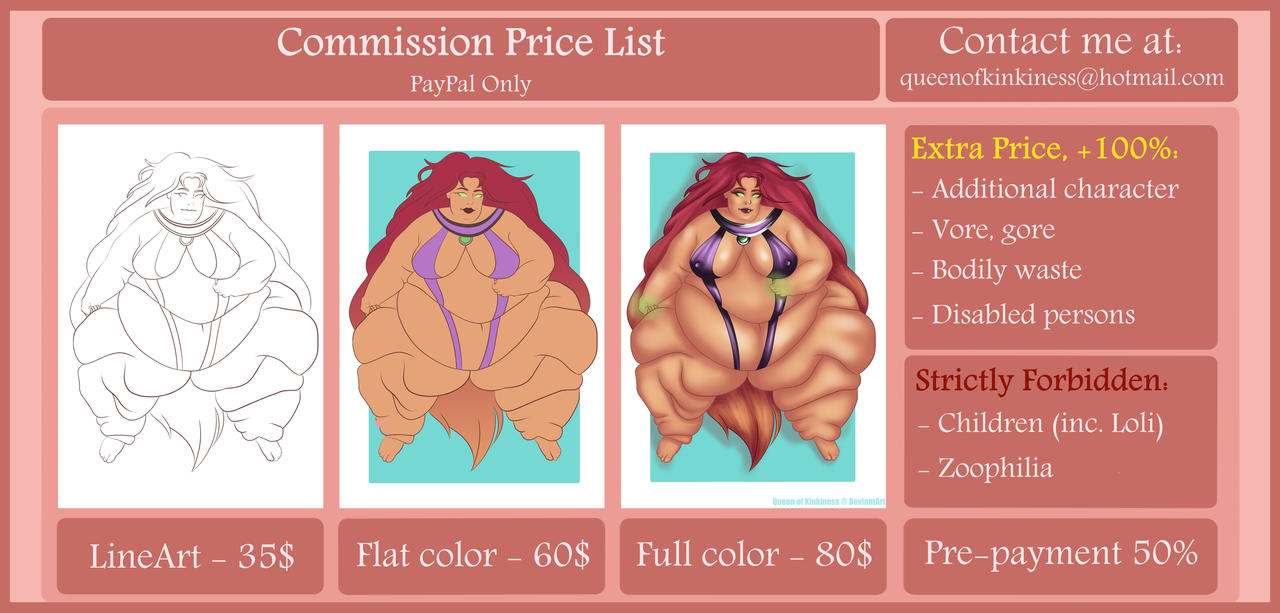 Commission Price List
PayPal Only
Contact me at:
queenofkinkiness@hotmail.com
Extra Price, +100%:
- Additional character
- Vore, gore
- Bodily waste
- Disabled persons
Strictly Forbidden:
- Children (inc. Loli)
- Zoophilia
Queen of Kinkiness @ DeviantArt
LineArt - 35$
Flat color - 60$
Full color - 80$
Pre-payment 50%